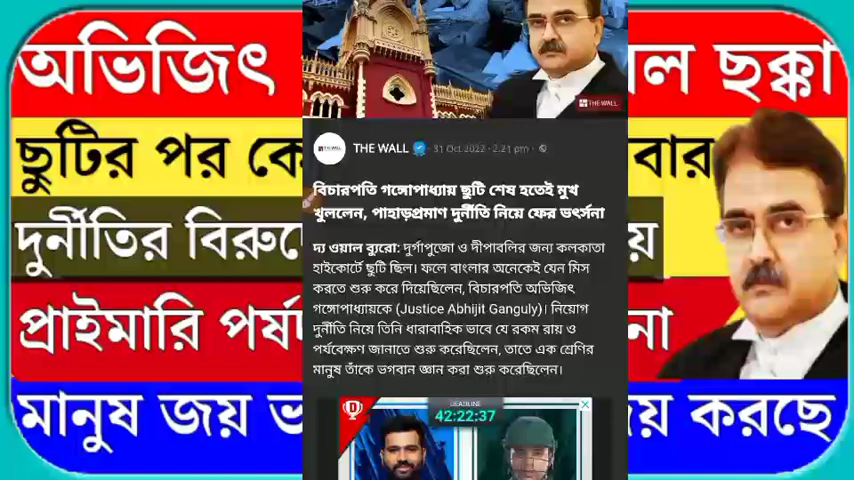 অভিজিৎ
ল ছক্কা
ছুটির পর কে
বার
দুর্নীতির বিরুদ্ধে
য়
প্রাইমারি পর্ষদ
না
মানুষ জয় ভ
য় করছে
THE WALL
THE WALL 31 Oct 2022 · 2.21 pm ·
বিচারপতি গঙ্গোপাধ্যায় ছুটি শেষ হতেই মুখ
খুললেন, পাহাড়প্রমাণ দুর্নীতি নিয়ে ফের ভর্ৎসনা
দ্য ওয়াল ব্যুরো: দুর্গাপুজো ও দীপাবলির জন্য কলকাতা
হাইকোর্টে ছুটি ছিল। ফলে বাংলার অনেকেই যেন মিস
করতে শুরু করে দিয়েছিলেন, বিচারপতি অভিজিৎ
গঙ্গোপাধ্যায়কে (Justice Abhijit Ganguly)। নিয়োগ
দুর্নীতি নিয়ে তিনি ধারাবাহিক ভাবে যে রকম রায় ও
পর্যবেক্ষণ জানাতে শুরু করেছিলেন, তাতে এক শ্রেণির
মানুষ তাঁকে ভগবান জ্ঞান করা শুরু করেছিলেন।
DEADLINE
42:22:37